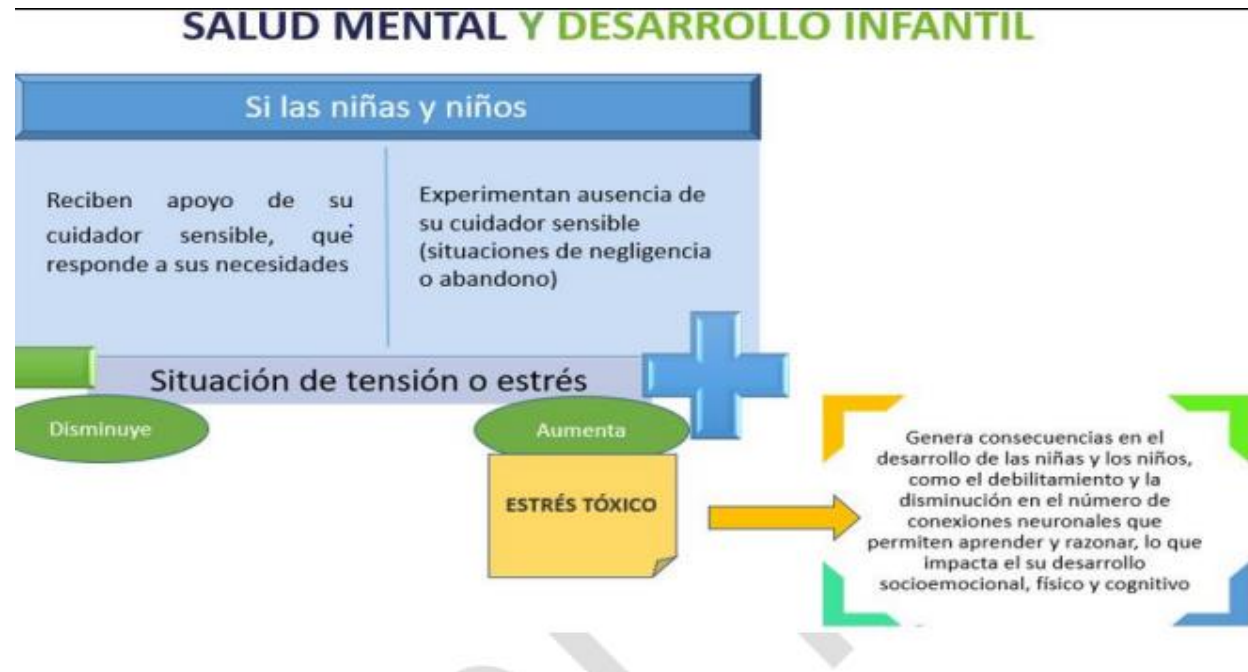 SALUD MENTAL Y DESARROLLO INFANTIL
Si las niñas y niños
Reciben apoyo de su
cuidador sensible, que
responde a sus necesidades
Experimentan ausencia de
su cuidador sensible
(situaciones de negligencia
o abandono)
Situación de tensión o estrés
Disminuye
Aumenta
ESTRÉS TÓXICO
Genera consecuencias en el
desarrollo de las niñas y los niños,
como el debilitamiento y la
disminución en el número de
conexiones neuronales que
permiten aprender y razonar, lo que
impacta el su desarrollo
socioemocional, físico y cognitivo